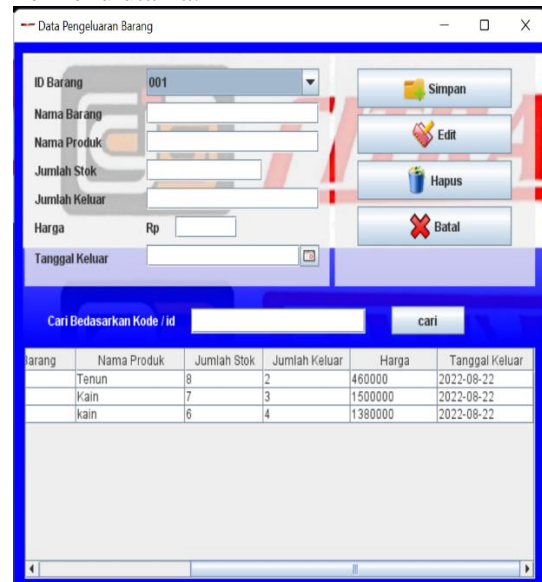 Data Pengeluaran Barang
ID Barang 001
Simpan
Nama Barang
Nama Produk
Edit
Jumlah Stok
Hapus
Jumlah Keluar
Harga Rp
Batal
Tanggal Keluar
Cari Bedasarkan Kode / id cari
Barang Nama Produk Jumlah Stok Jumlah Keluar Harga Tanggal Keluar
Tenun 8 2 460000 2022-08-22
Kain 7 3 1500000 2022-08-22
kain 6 4 1380000 2022-08-22